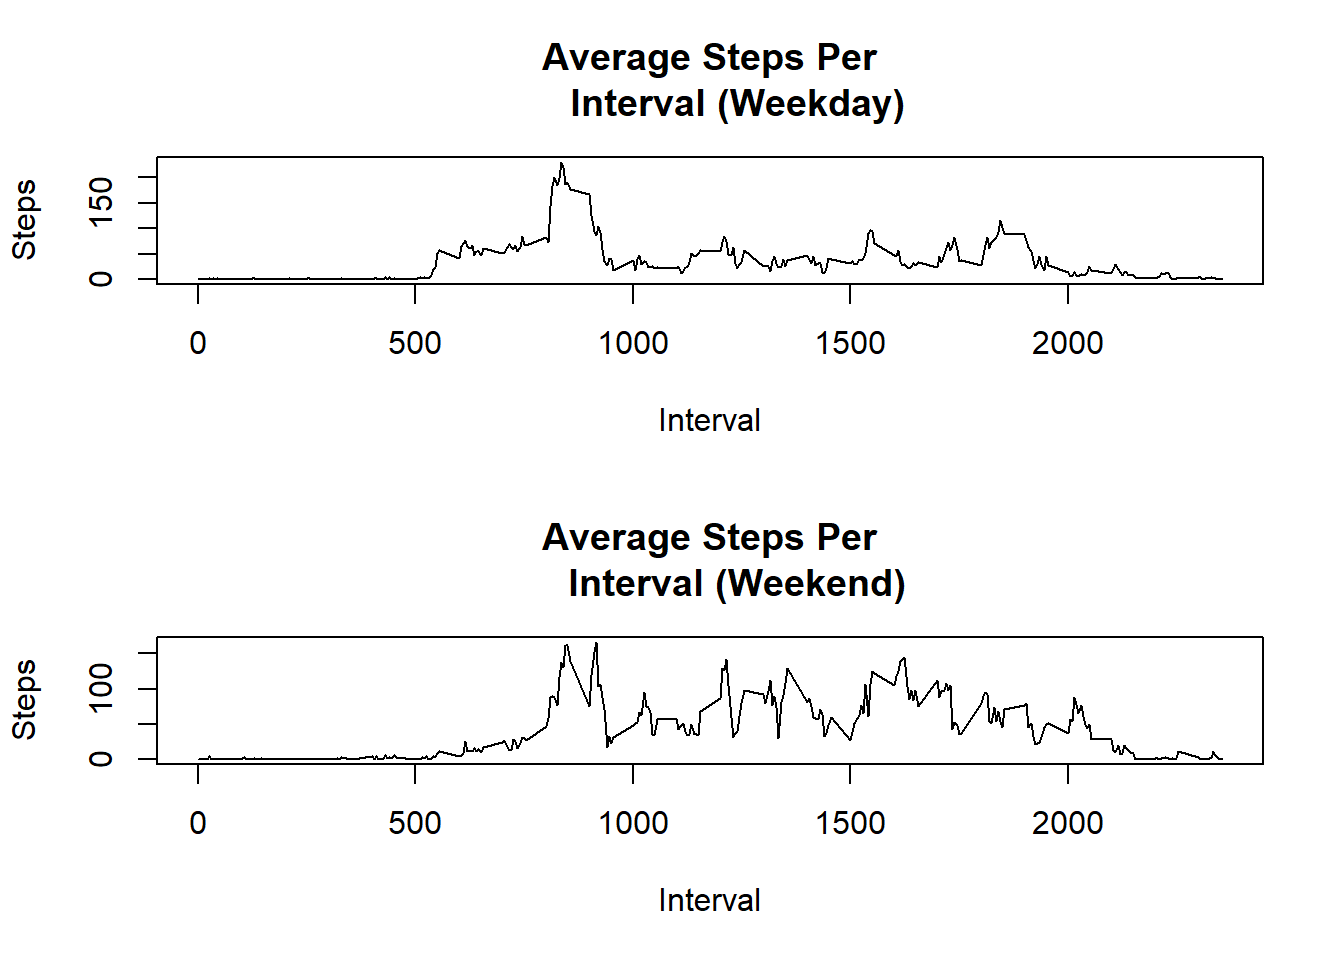 Average Steps Per
Interval (Weekday)
Steps
150
0
0 500 1000 1500 2000
Interval
Average Steps Per
Interval (Weekend)
Steps
100
0
0 500 1000 1500 2000
Interval